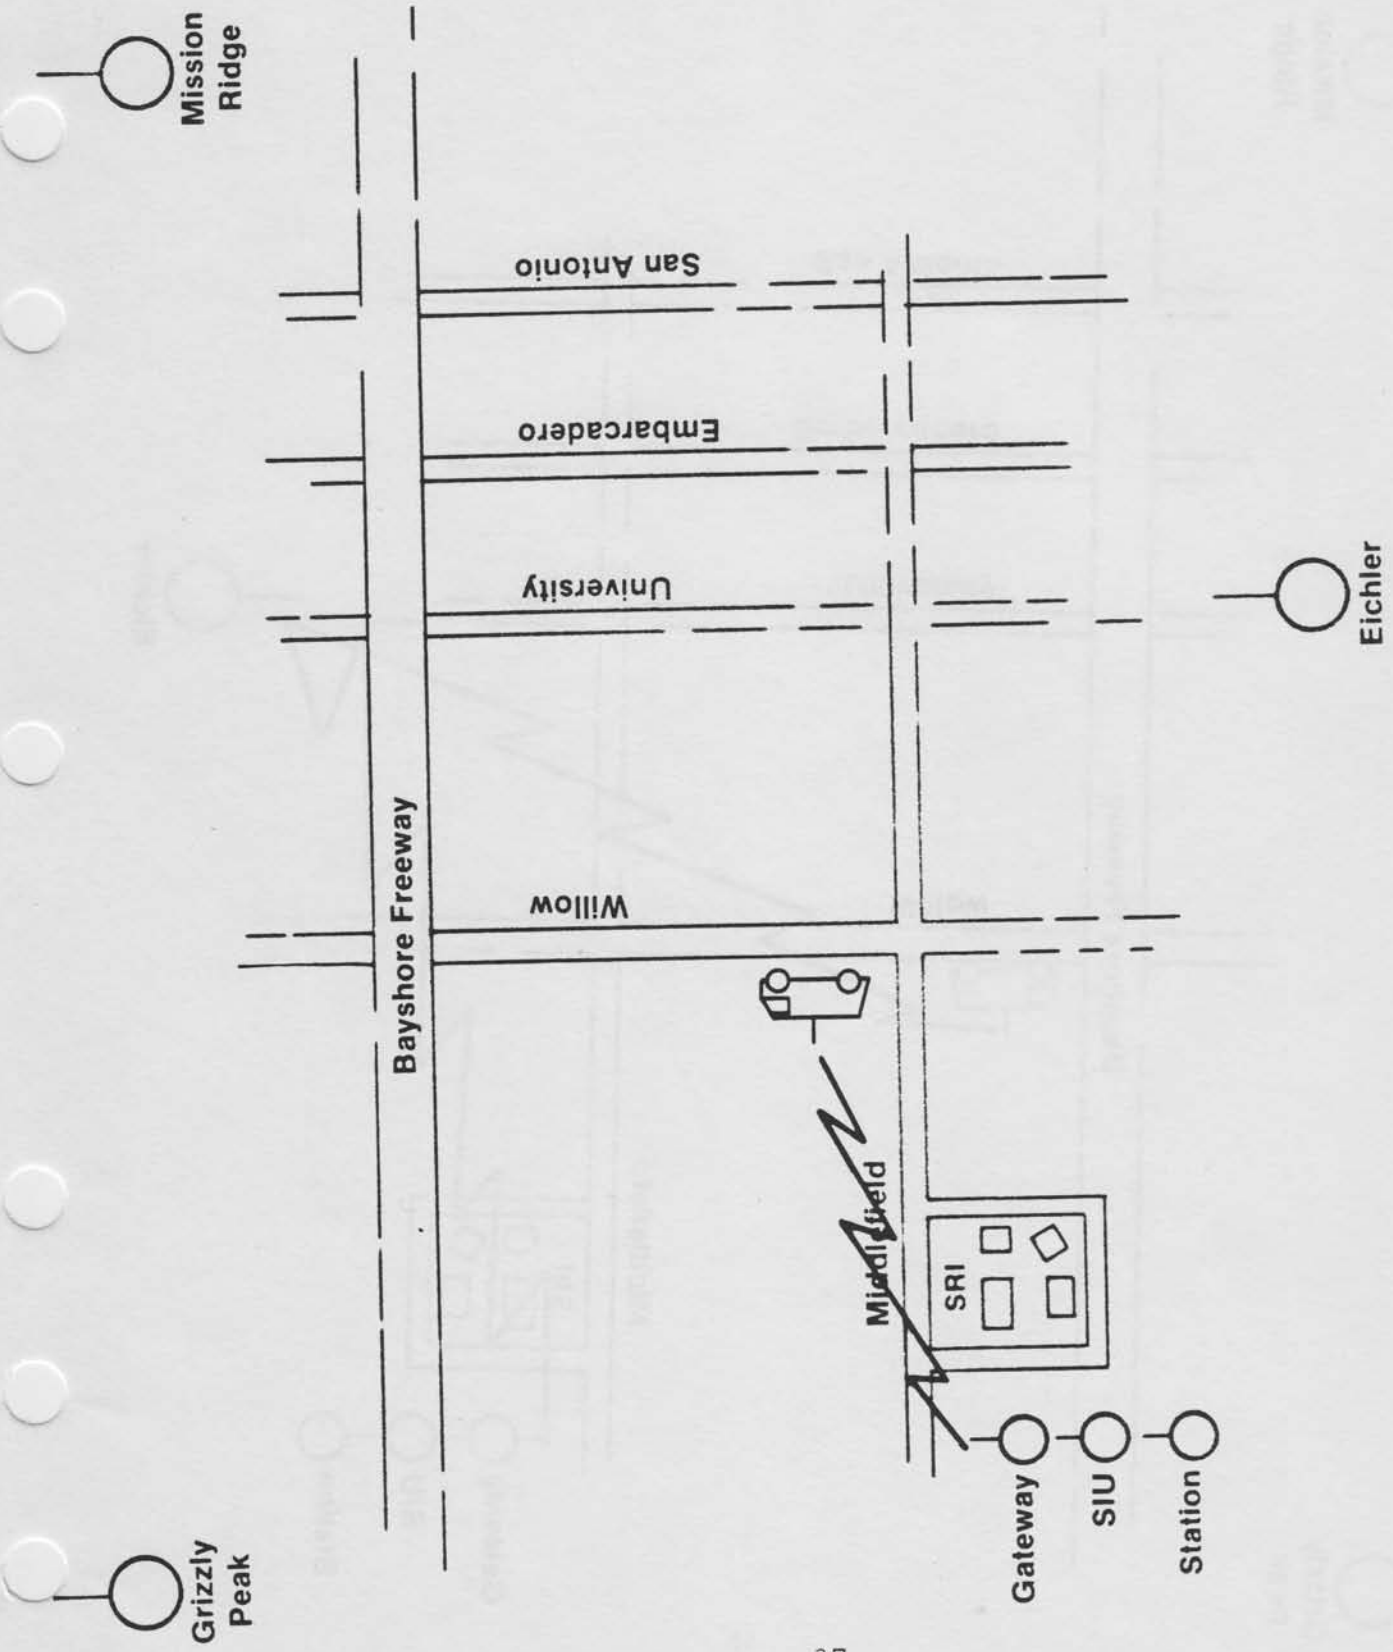 Grizzly
Peak
Mission
Ridge
Bayshore Freeway
Willow
University
Embarcadero
San Antonio
Middlefield
SRI
Gateway
SIU
Station
Eichler